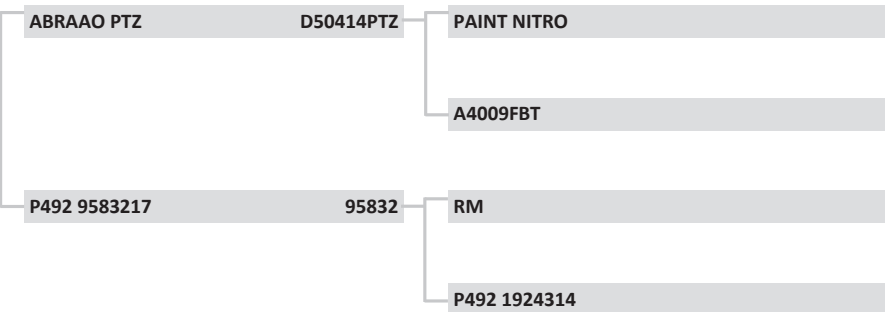 ABRAAO PTZ D50414PTZ
PAINT NITRO
A4009FBT
P492 9583217 95832
RM
P492 1924314